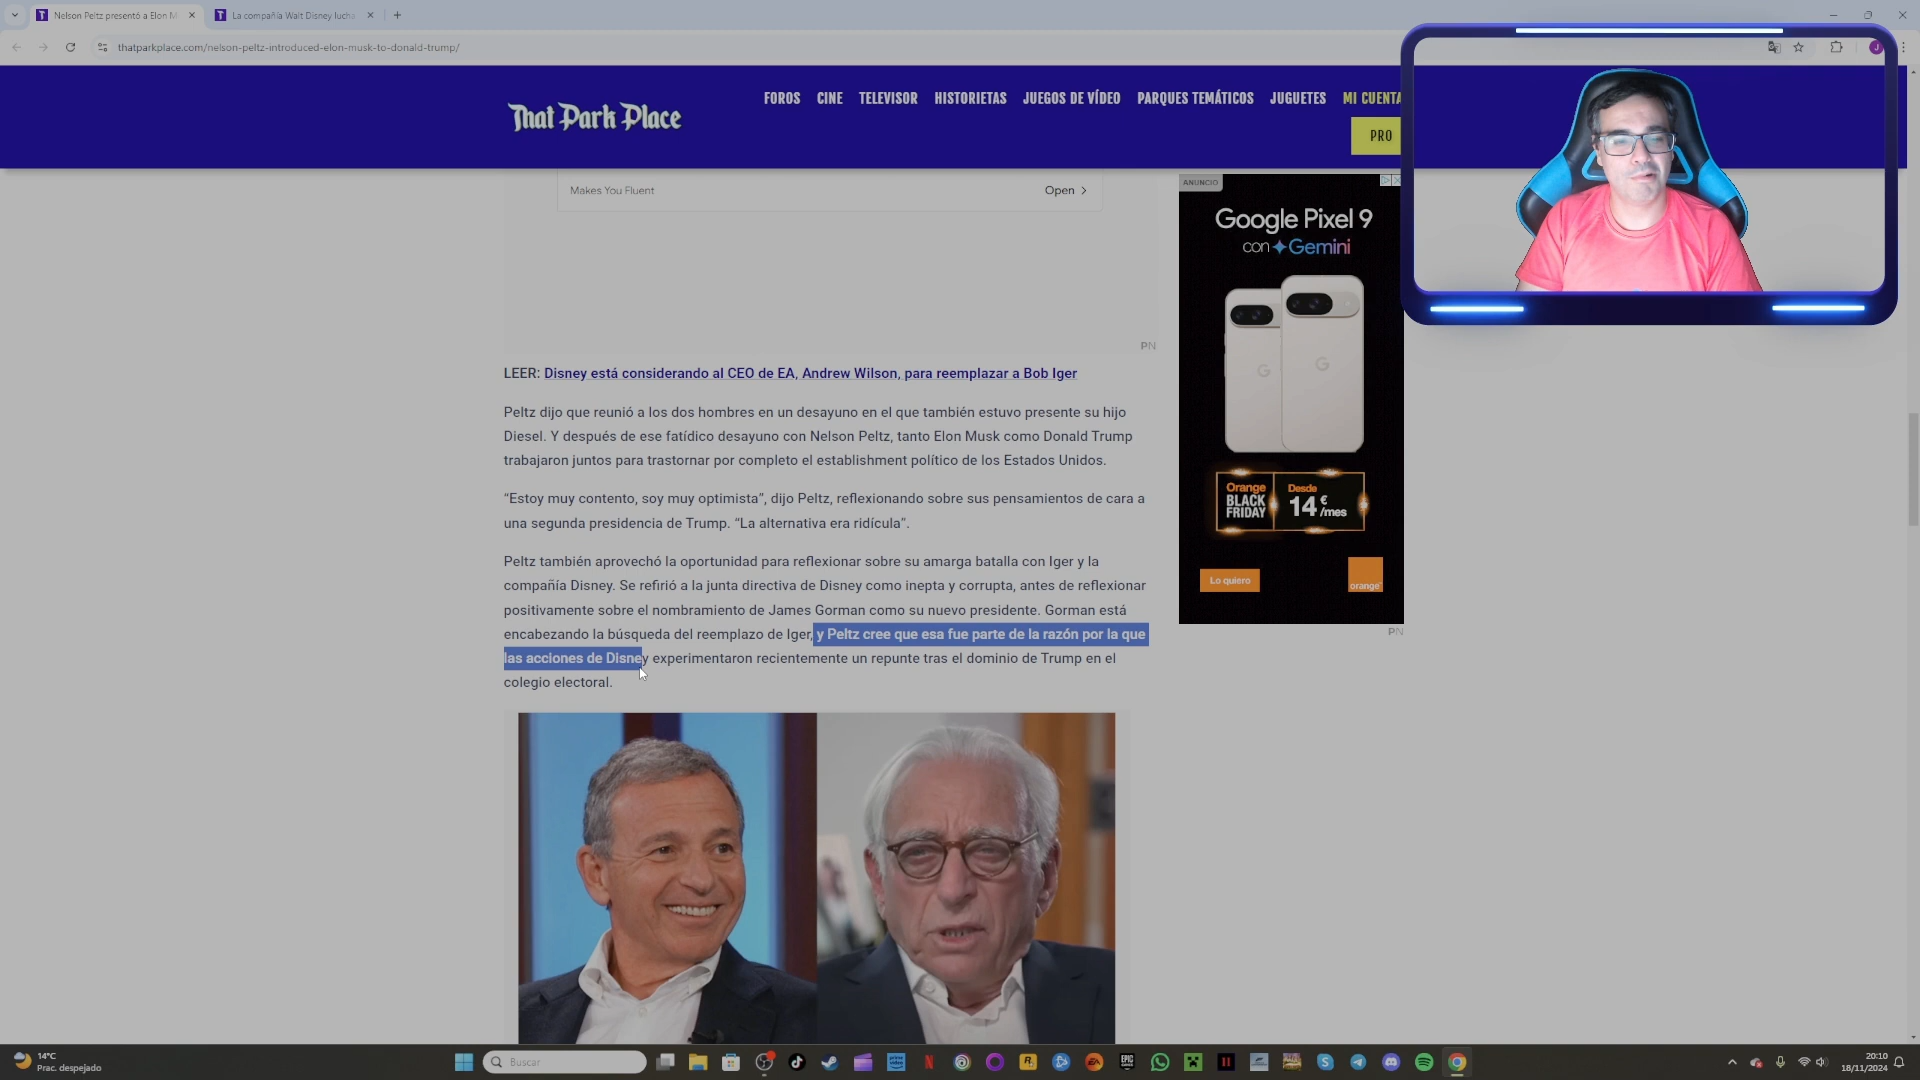 Nelson Peltz presentó a Elon M
La compañía Walt Disney lucha
thatparkplace.com/nelson-peltz-introduced-elon-musk-to-donald-trump/
That Park Place
FOROS
CINE
TELEVISOR
HISTORIETAS
JUEGOS DE VÍDEO
PARQUES TEMÁTICOS
JUGUETES
MI CUENTA
PRO
Makes You Fluent
Open
PN
LEER: Disney está considerando al CEO de EA, Andrew Wilson, para reemplazar a Bob Iger
Peltz dijo que reunió a los dos hombres en un desayuno en el que también estuvo presente su hijo
Diesel. Y después de ese fatídico desayuno con Nelson Peltz, tanto Elon Musk como Donald Trump
trabajaron juntos para trastornar por completo el establishment político de los Estados Unidos.
“Estoy muy contento, soy muy optimista”, dijo Peltz, reflexionando sobre sus pensamientos de cara a
una segunda presidencia de Trump. “La alternativa era ridícula”.
Peltz también aprovechó la oportunidad para reflexionar sobre su amarga batalla con Iger y la
compañía Disney. Se refirió a la junta directiva de Disney como inepta y corrupta, antes de reflexionar
positivamente sobre el nombramiento de James Gorman como su nuevo presidente. Gorman está
encabezando la búsqueda del reemplazo de Iger, y Peltz cree que esa fue parte de la razón por la que
las acciones de Disney experimentaron recientemente un repunte tras el dominio de Trump en el
colegio electoral.
ANUNCIO
Google Pixel 9
con Gemini
Orange
BLACK
FRIDAY
Desde
14 €
/mes
Lo quiero
orange
PN
14°C
Prac. despejado
Buscar
20:10
18/11/2024